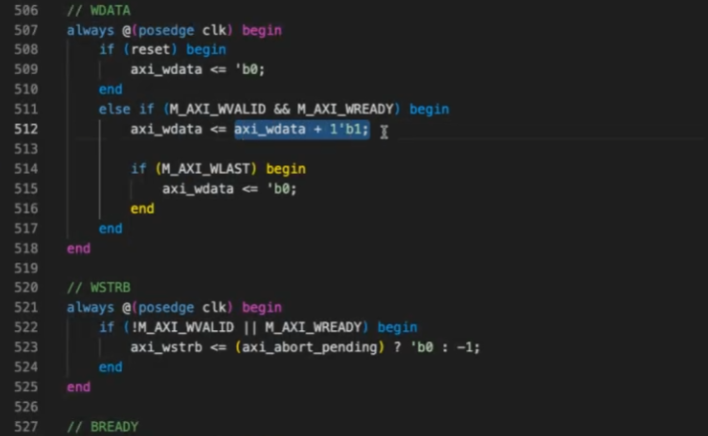 506 // WDATA
507 always @(posedge clk) begin
508 if (reset) begin
509 axi_wdata <= 'b0;
510 end
511 else if (M_AXI_WVALID && M_AXI_WREADY) begin
512 axi_wdata <= axi_wdata + 1'b1;
513
514 if (M_AXI_WLAST) begin
515 axi_wdata <= 'b0;
516 end
517 end
518 end
519
520 // WSTRB
521 always @(posedge clk) begin
522 if (!M_AXI_WVALID || M_AXI_WREADY) begin
523 axi_wstrb <= (axi_abort_pending) ? 'b0 : -1;
524 end
525 end
526
527 // BREADY